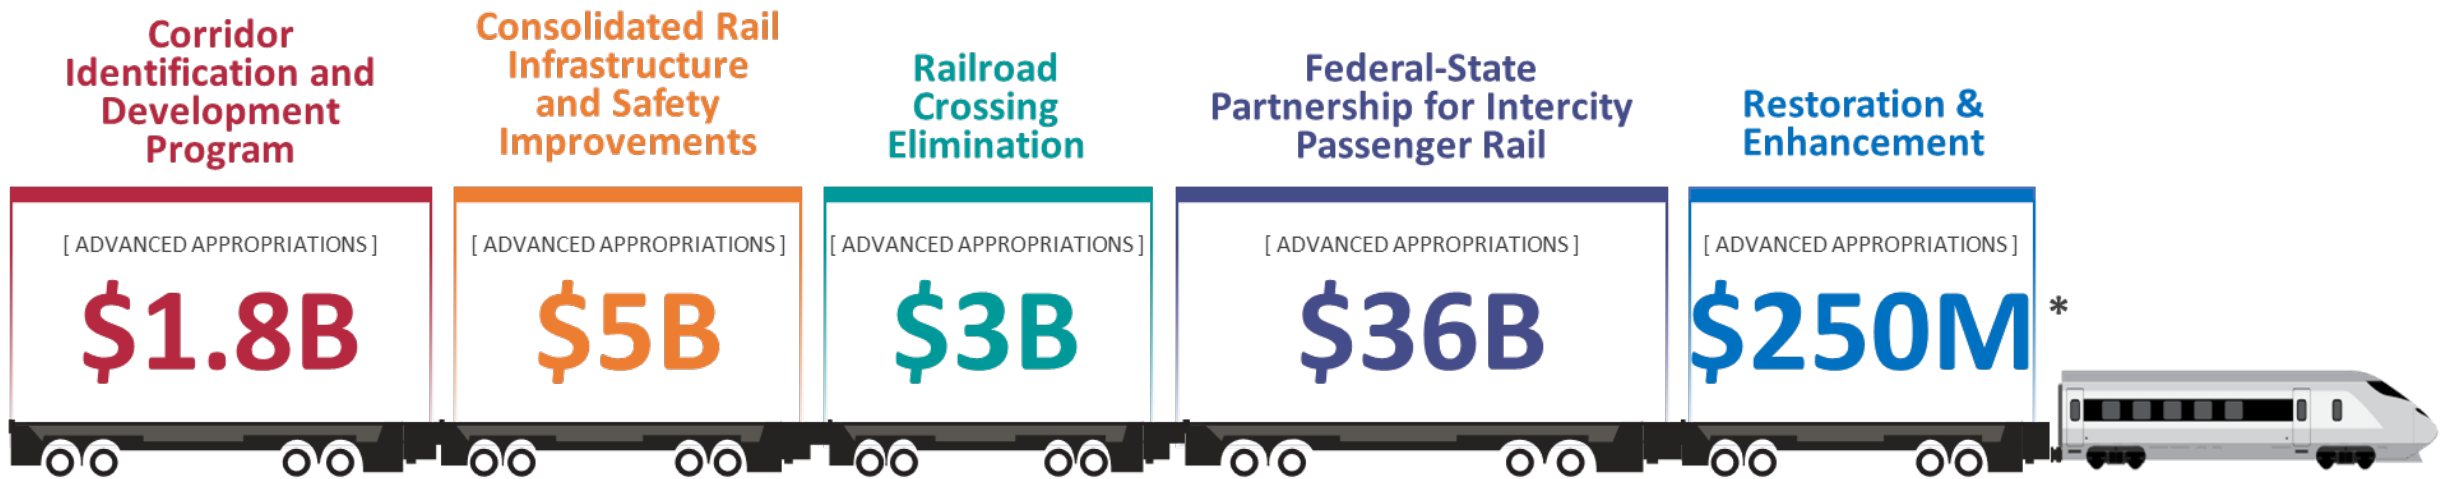 Corridor
Identification and
Development
Program
[ ADVANCED APPROPRIATIONS ]
$1.8B
Consolidated Rail
Infrastructure
and Safety
Improvements
[ ADVANCED APPROPRIATIONS ]
$5B
Railroad
Crossing
Elimination
[ ADVANCED APPROPRIATIONS ]
$3B
Federal-State
Partnership for Intercity
Passenger Rail
[ ADVANCED APPROPRIATIONS ]
$36B
Restoration &
Enhancement
[ ADVANCED APPROPRIATIONS ]
$250M*